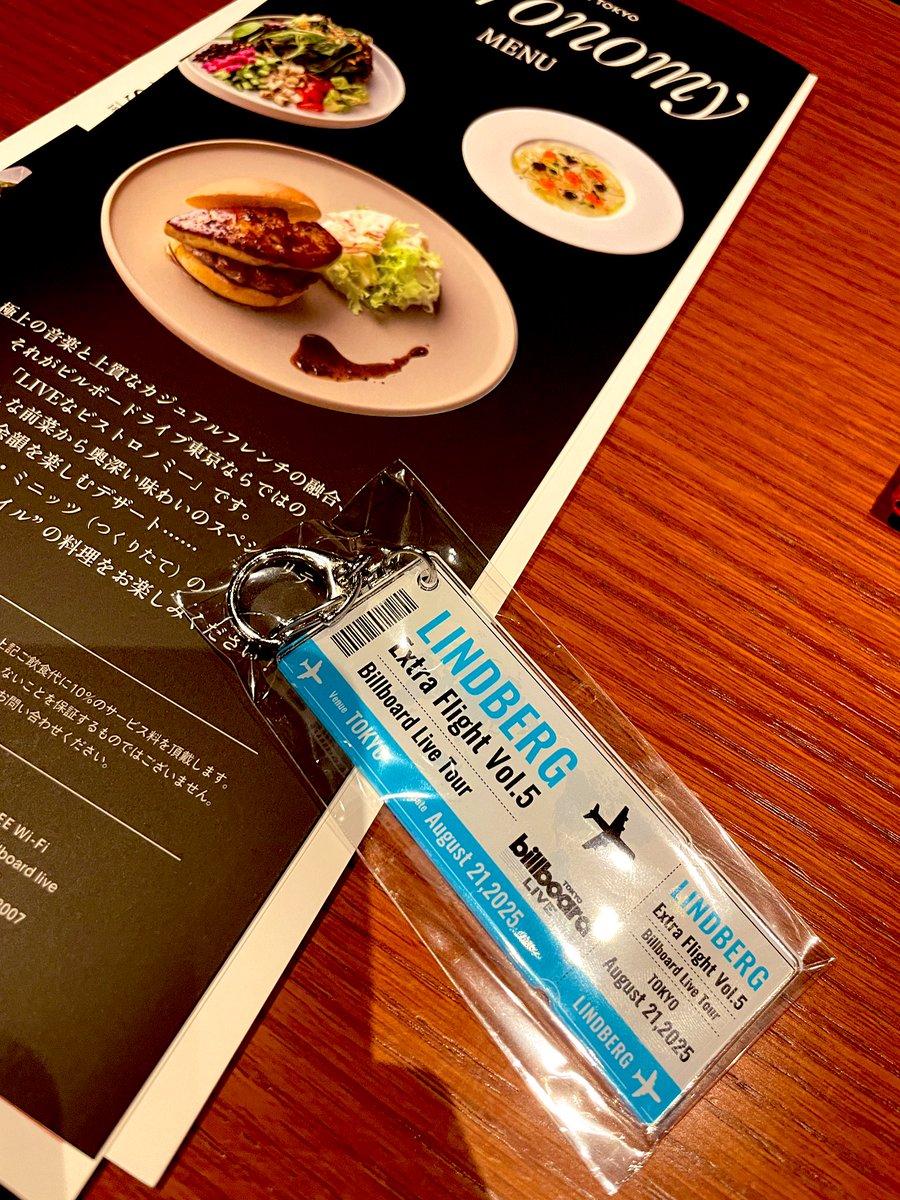 TOKYO
MENU
極上の音楽と上質なカジュアルフレンチの融合、
それがビルボードライブ東京ならではの
「LIVEなビストロノミー」です。
な前菜から奥深い味わいのスペシ
を楽しむデザート……
・ミニッツ（つくりたて）の
イル”の料理をお楽しみください
上記ご飲食代に10%のサービス料を頂戴します。
ないことを保証するものではございません。
お問い合わせください。
EE Wi-Fi
lboard live
2007
LINDBERG
Extra Flight Vol.5
Billboard Live Tour
Venue TOKYO
August 21,2025
billboard
LIVE TOKYO
LINDBERG
LINDBERG
Extra Flight Vol.5
Billboard Live Tour
TOKYO
August 21,2025